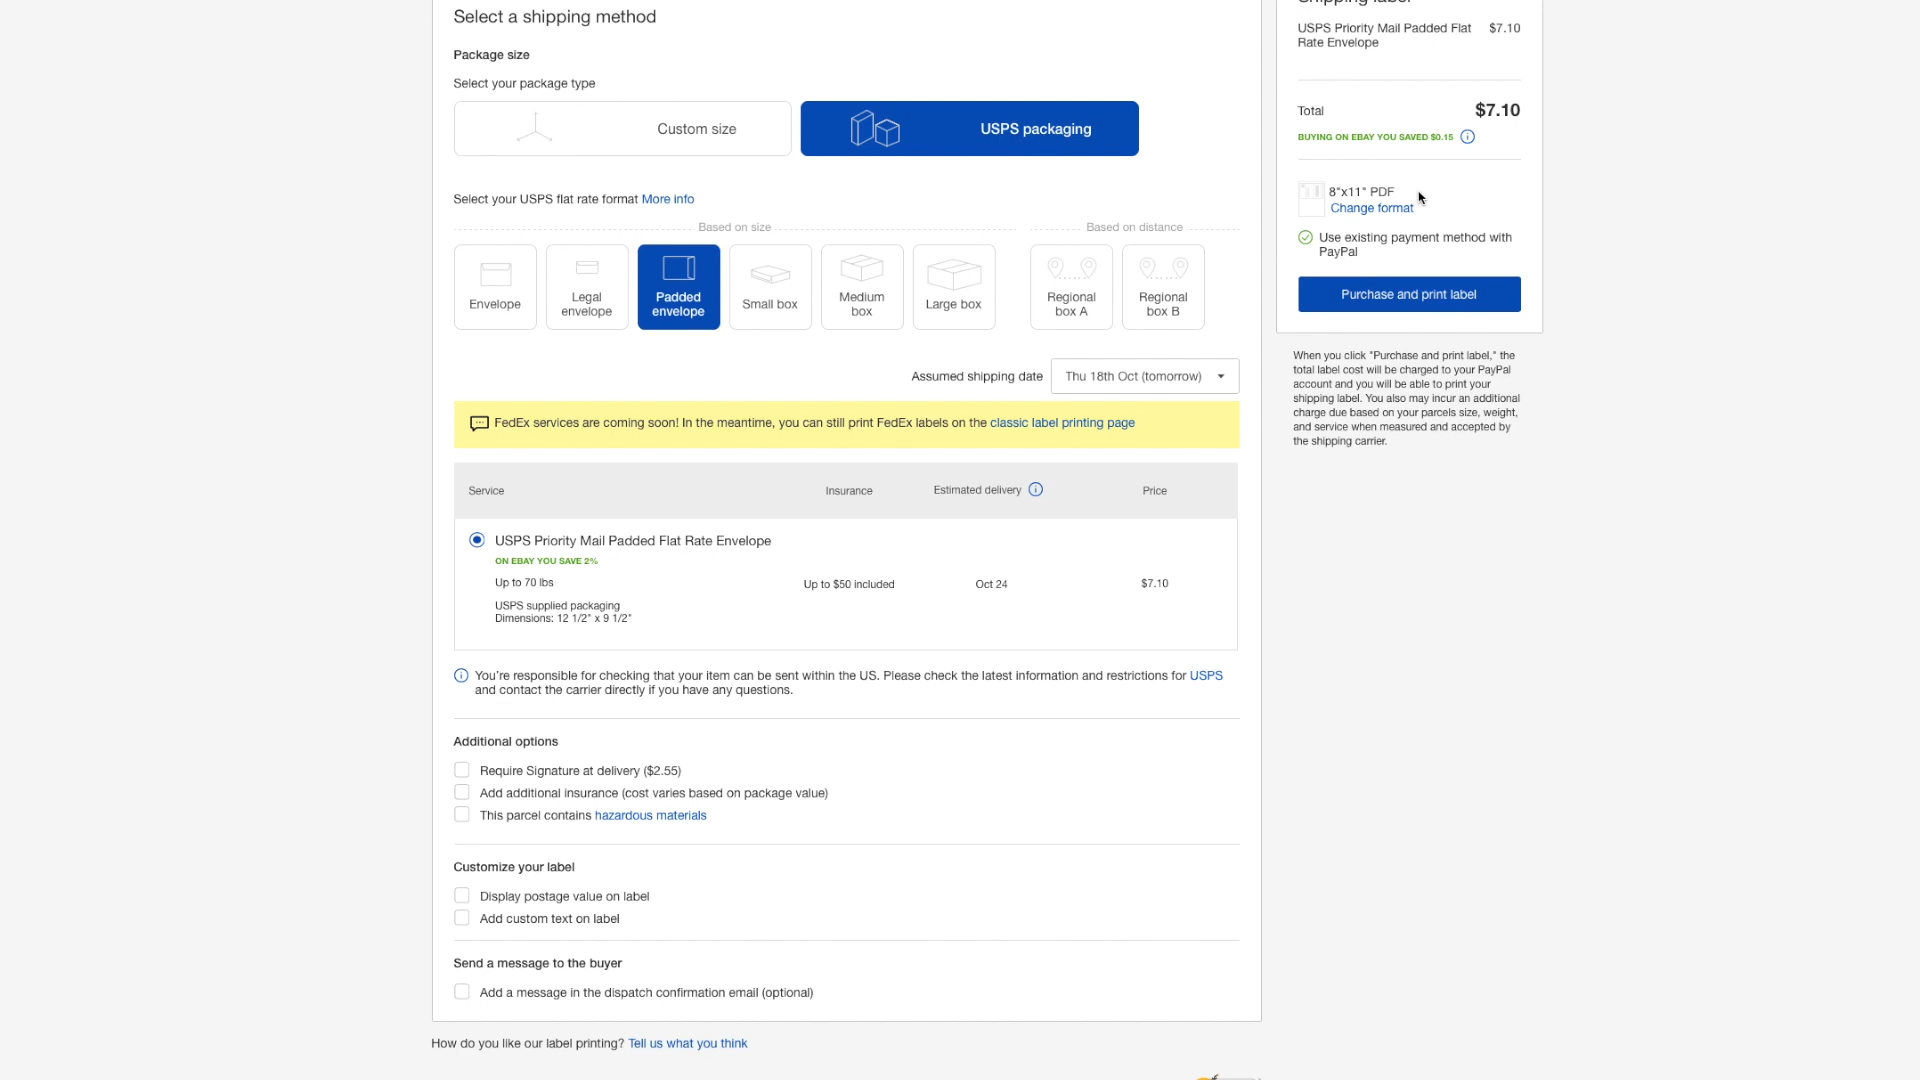 Select a shipping method
Package size
Select your package type
Custom size
USPS packaging
Select your USPS flat rate format More info
Based on size
Based on distance
Envelope
Legal
envelope
Padded
envelope
Small box
Medium
box
Large box
Regional
box A
Regional
box B
Assumed shipping date
Thu 18th Oct (tomorrow)
FedEx services are coming soon! In the meantime, you can still print FedEx labels on the classic label printing page
Service
Insurance
Estimated delivery
Price
USPS Priority Mail Padded Flat Rate Envelope
ON EBAY YOU SAVE 2%
Up to 70 lbs
Up to $50 included
Oct 24
$7.10
USPS supplied packaging
Dimensions: 12 1/2" x 9 1/2"
You're responsible for checking that your item can be sent within the US. Please check the latest information and restrictions for USPS
and contact the carrier directly if you have any questions.
Additional options
Require Signature at delivery ($2.55)
Add additional insurance (cost varies based on package value)
This parcel contains hazardous materials
Customize your label
Display postage value on label
Add custom text on label
Send a message to the buyer
Add a message in the dispatch confirmation email (optional)
How do you like our label printing? Tell us what you think
Shipping label
USPS Priority Mail Padded Flat
Rate Envelope
$7.10
Total
$7.10
BUYING ON EBAY YOU SAVED $0.15
8"x11" PDF
Change format
Use existing payment method with
PayPal
Purchase and print label
When you click "Purchase and print label," the
total label cost will be charged to your PayPal
account and you will be able to print your
shipping label. You also may incur an additional
charge due based on your parcels size, weight,
and service when measured and accepted by
the shipping carrier.